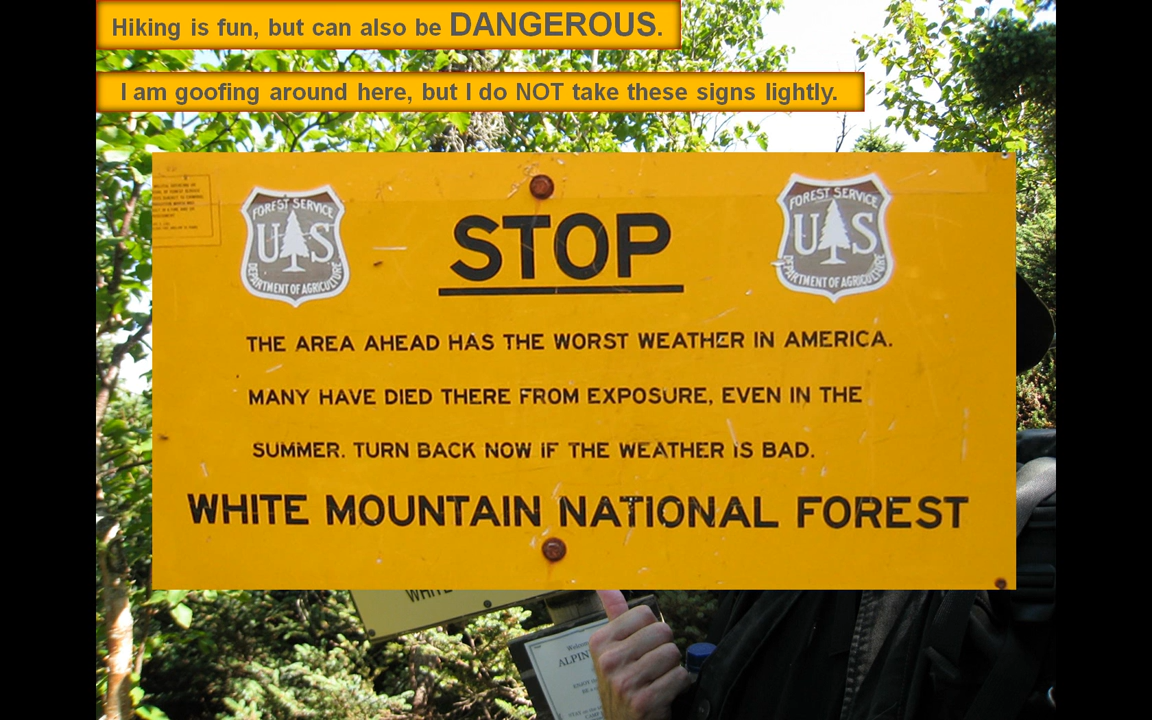 Hiking is fun, but can also be DANGEROUS.
I am goofing around here, but I do NOT take these signs lightly.
FOREST SERVICE
US
DEPARTMENT OF AGRICULTURE
STOP
FOREST SERVICE
US
DEPARTMENT OF AGRICULTURE
THE AREA AHEAD HAS THE WORST WEATHER IN AMERICA.
MANY HAVE DIED THERE FROM EXPOSURE, EVEN IN THE
SUMMER. TURN BACK NOW IF THE WEATHER IS BAD.
WHITE MOUNTAIN NATIONAL FOREST